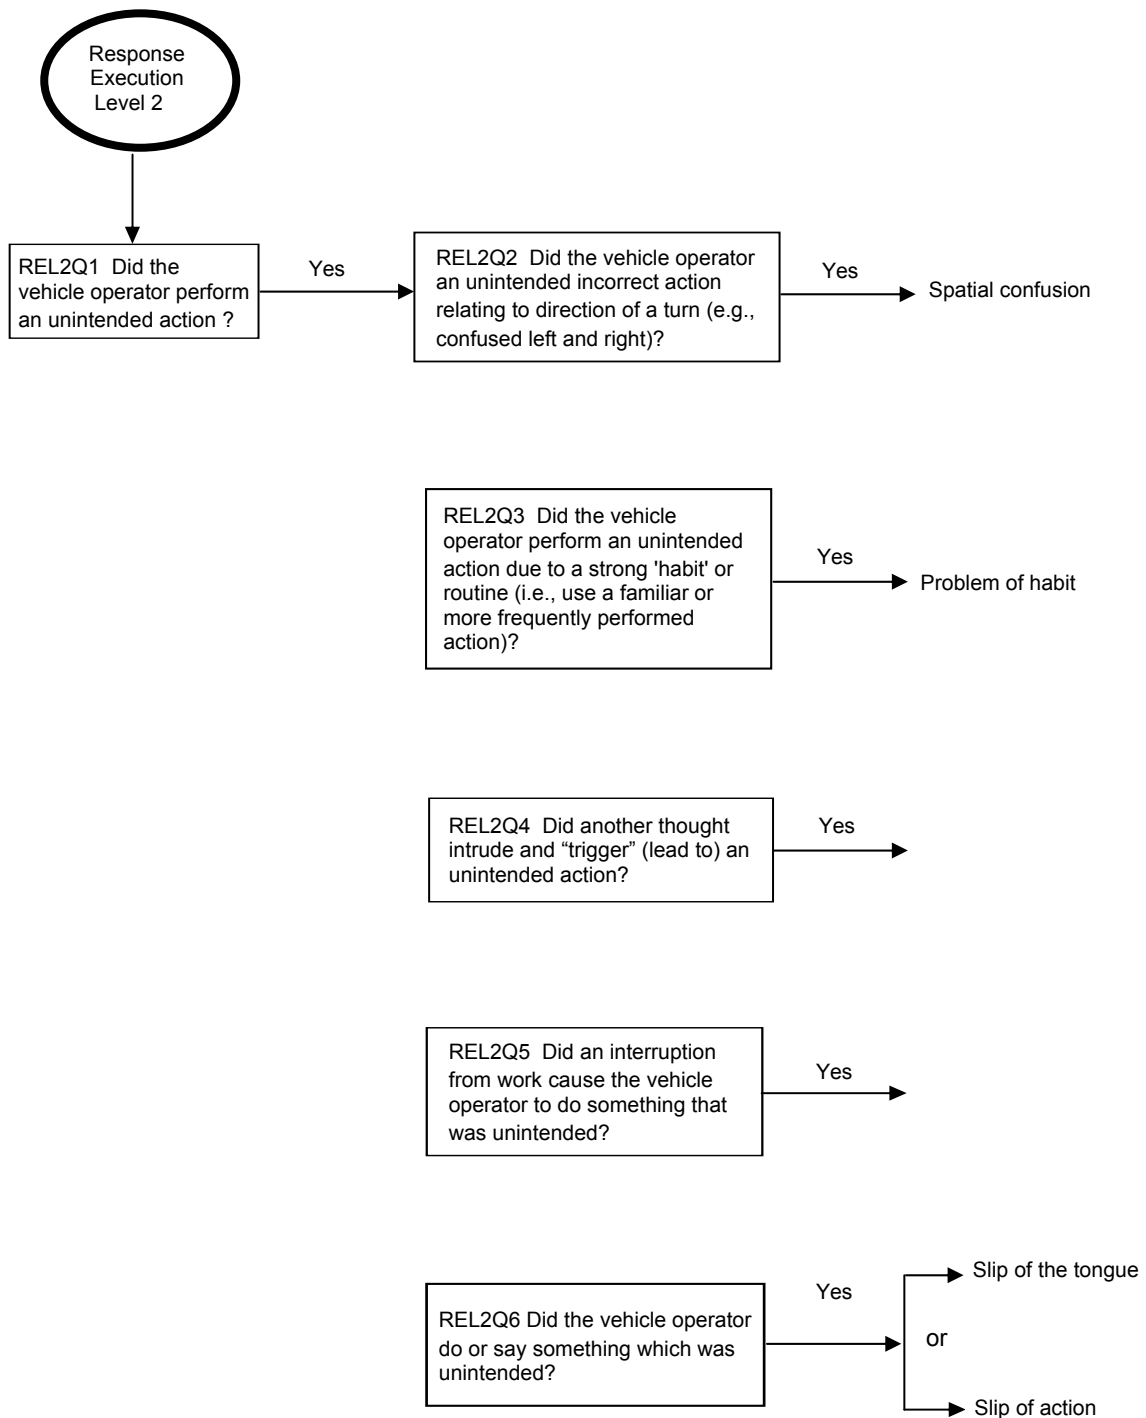 Response
Execution
Level 2
REL2Q1 Did the
vehicle operator perform
an unintended action ?
Yes
REL2Q2 Did the vehicle operator
an unintended incorrect action
relating to direction of a turn (e.g.,
confused left and right)?
Yes
Spatial confusion
REL2Q3 Did the vehicle
operator perform an unintended
action due to a strong 'habit' or
routine (i.e., use a familiar or
more frequently performed
action)?
Yes
Problem of habit
REL2Q4 Did another thought
intrude and “trigger” (lead to) an
unintended action?
Yes
REL2Q5 Did an interruption
from work cause the vehicle
operator to do something that
was unintended?
Yes
REL2Q6 Did the vehicle operator
do or say something which was
unintended?
Yes
Slip of the tongue
or
Slip of action